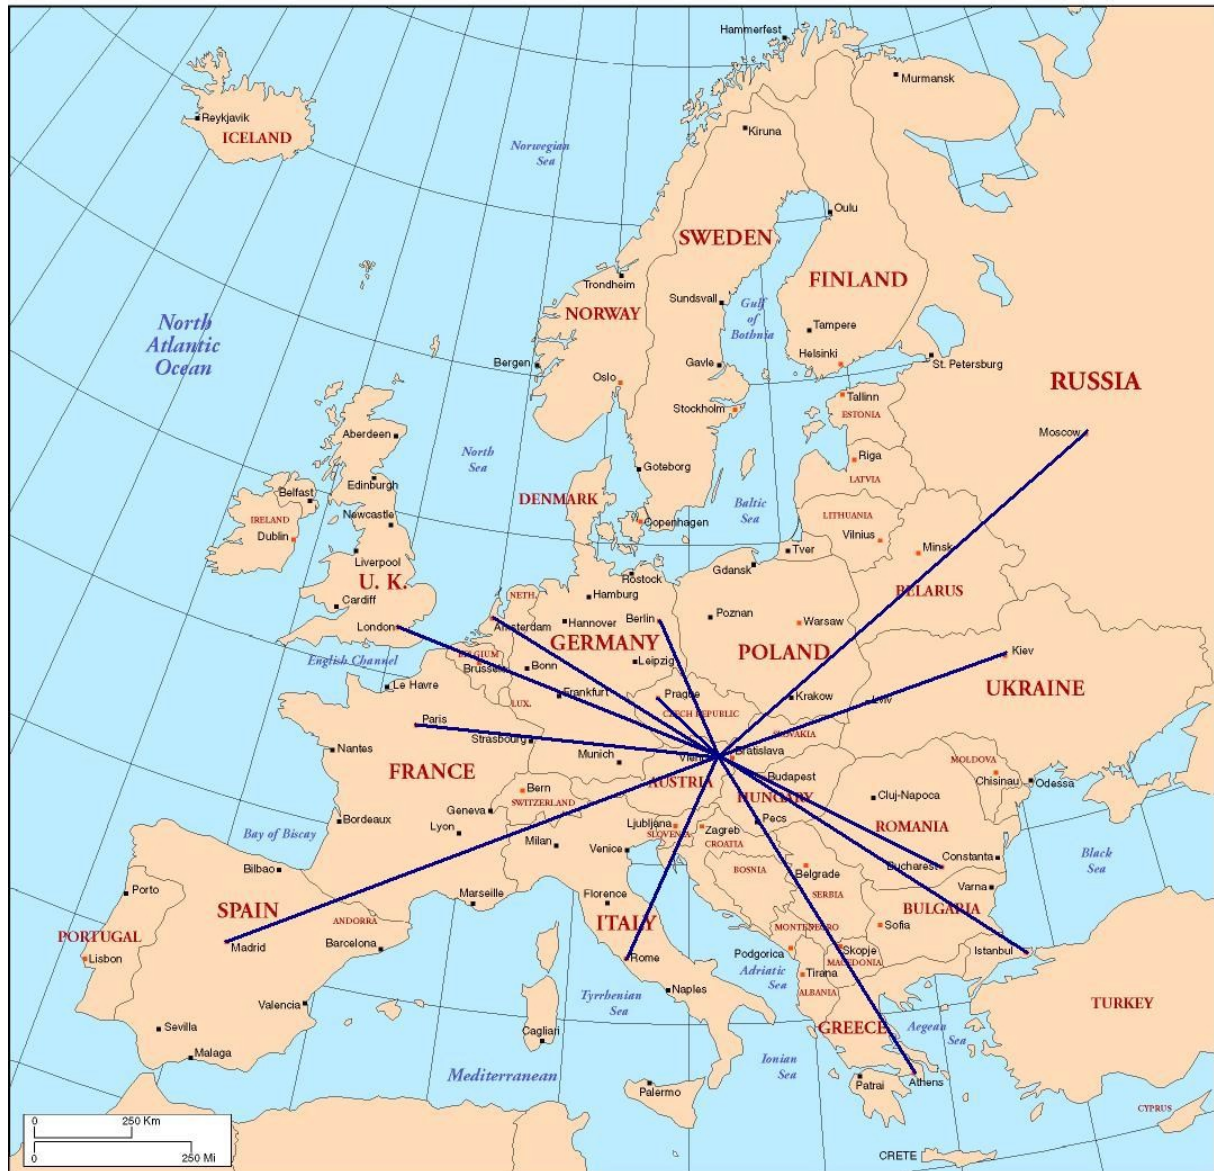 Hammerfest
Murmansk
Reykjavik
ICELAND
Kiruna
Norwegian
Sea
Oulu
SWEDEN
FINLAND
Trondheim
NORWAY
Sundsvall
Gulf
of
Bothnia
North
Atlantic
Ocean
Tampere
Helsinki
St. Petersburg
Bergen
Gavle
Oslo
RUSSIA
Stockholm
Tallinn
ESTONIA
Moscow
Aberdeen
North
Sea
Goteborg
Riga
LATVIA
Edinburgh
Belfast
DENMARK
Baltic
Sea
Newcastle
IRELAND
Dublin
LITHUANIA
Vilnius
Copenhagen
Minsk
Liverpool
U. K.
Tver
Gdansk
Rostock
BELARUS
Cardiff
NETH.
Hamburg
London
Amsterdam
Hannover
Berlin
Poznan
Warsaw
GERMANY
POLAND
English Channel
BELGIUM
Brussels
Bonn
Leipzig
Kiev
UKRAINE
Le Havre
LUX.
Frankfurt
Prague
CZECH REPUBLIC
Krakow
Lviv
Paris
Strasbourg
SLOVAKIA
Nantes
Munich
Vienna
Bratislava
FRANCE
AUSTRIA
Budapest
HUNGARY
MOLDOVA
Chisinau
Odessa
Bern
SWITZERLAND
Geneva
Cluj-Napoca
Bordeaux
Lyon
Ljubljana
SLOVENIA
Zagreb
CROATIA
Pecs
ROMANIA
Bay of Biscay
Milan
Venice
Bilbao
BOSNIA
Belgrade
SERBIA
Bucharest
Constanta
Black
Sea
Porto
Marseille
Florence
Varna
SPAIN
ANDORRA
ITALY
BULGARIA
PORTUGAL
Madrid
Barcelona
MONTENEGRO
Sofia
Lisbon
Rome
Podgorica
Skopje
MACEDONIA
Istanbul
Adriatic
Sea
Tirana
ALBANIA
Valencia
Tyrrhenian
Sea
Naples
TURKEY
Sevilla
Cagliari
GREECE
Aegean
Sea
Malaga
Mediterranean
Ionian
Sea
Palermo
Patrai
Athens
CYPRUS
CRETE
0 250 Km
0 250 Mi